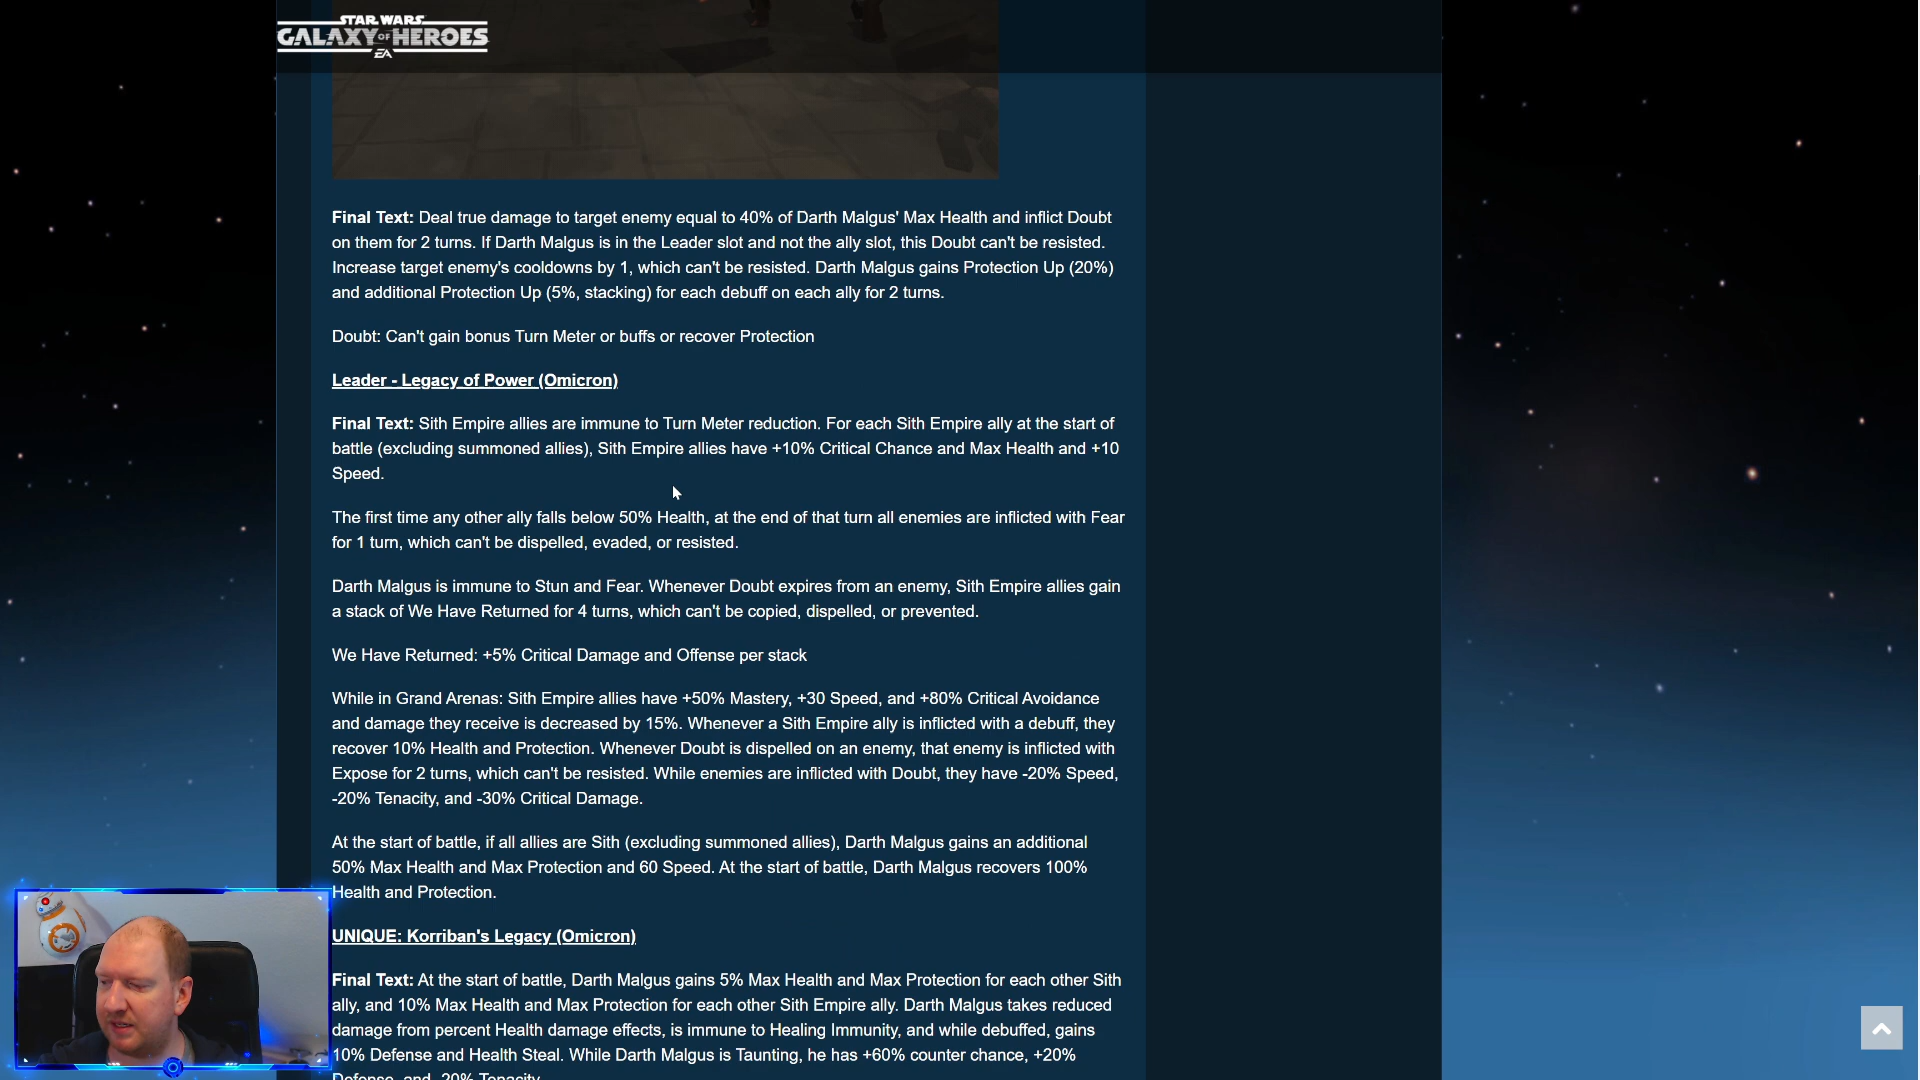 STAR WARS
GALAXY OF HEROES
EA
Final Text: Deal true damage to target enemy equal to 40% of Darth Malgus' Max Health and inflict Doubt
on them for 2 turns. If Darth Malgus is in the Leader slot and not the ally slot, this Doubt can't be resisted.
Increase target enemy's cooldowns by 1, which can't be resisted. Darth Malgus gains Protection Up (20%)
and additional Protection Up (5%, stacking) for each debuff on each ally for 2 turns.
Doubt: Can't gain bonus Turn Meter or buffs or recover Protection
Leader - Legacy of Power (Omicron)
Final Text: Sith Empire allies are immune to Turn Meter reduction. For each Sith Empire ally at the start of
battle (excluding summoned allies), Sith Empire allies have +10% Critical Chance and Max Health and +10
Speed.
The first time any other ally falls below 50% Health, at the end of that turn all enemies are inflicted with Fear
for 1 turn, which can't be dispelled, evaded, or resisted.
Darth Malgus is immune to Stun and Fear. Whenever Doubt expires from an enemy, Sith Empire allies gain
a stack of We Have Returned for 4 turns, which can't be copied, dispelled, or prevented.
We Have Returned: +5% Critical Damage and Offense per stack
While in Grand Arenas: Sith Empire allies have +50% Mastery, +30 Speed, and +80% Critical Avoidance
and damage they receive is decreased by 15%. Whenever a Sith Empire ally is inflicted with a debuff, they
recover 10% Health and Protection. Whenever Doubt is dispelled on an enemy, that enemy is inflicted with
Expose for 2 turns, which can't be resisted. While enemies are inflicted with Doubt, they have -20% Speed,
-20% Tenacity, and -30% Critical Damage.
At the start of battle, if all allies are Sith (excluding summoned allies), Darth Malgus gains an additional
50% Max Health and Max Protection and 60 Speed. At the start of battle, Darth Malgus recovers 100%
Health and Protection.
UNIQUE: Korriban's Legacy (Omicron)
Final Text: At the start of battle, Darth Malgus gains 5% Max Health and Max Protection for each other Sith
ally, and 10% Max Health and Max Protection for each other Sith Empire ally. Darth Malgus takes reduced
damage from percent Health damage effects, is immune to Healing Immunity, and while debuffed, gains
10% Defense and Health Steal. While Darth Malgus is Taunting, he has +60% counter chance, +20%
Defense, and -20% Tenacity